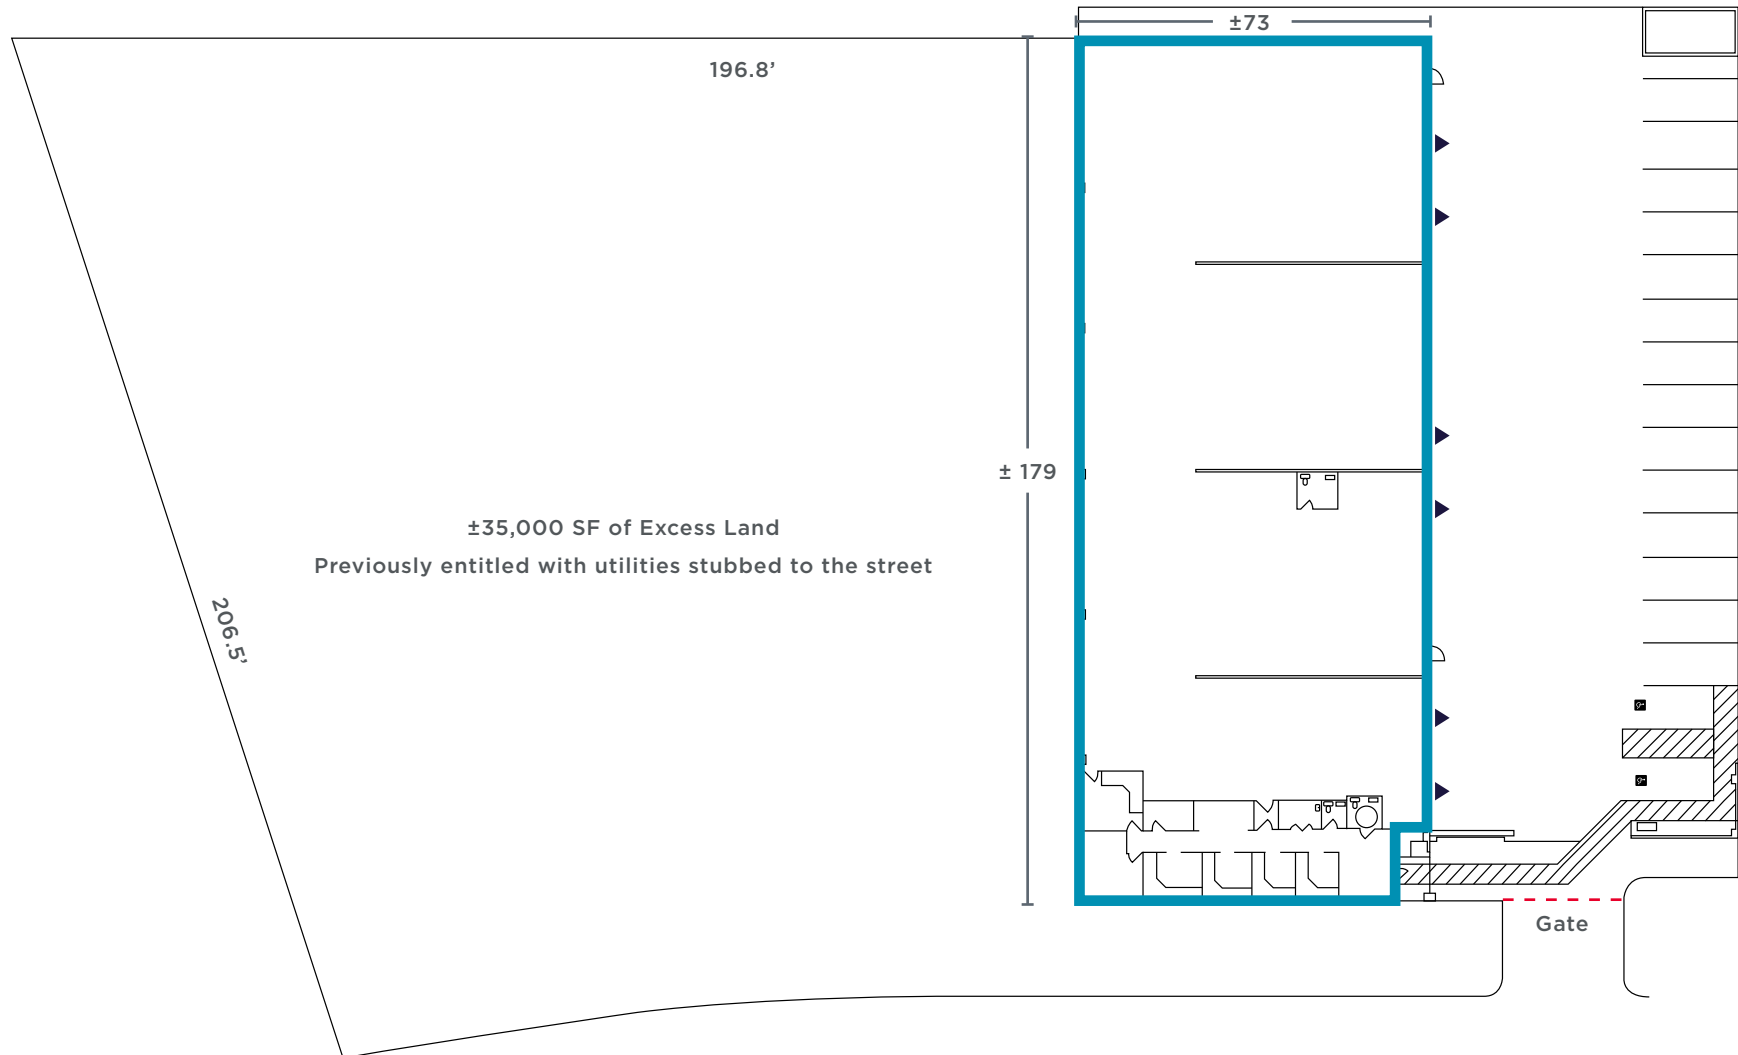 ±73
196.8’
± 179
±35,000 SF of Excess Land
Previously entitled with utilities stubbed to the street
206.5’
Gate